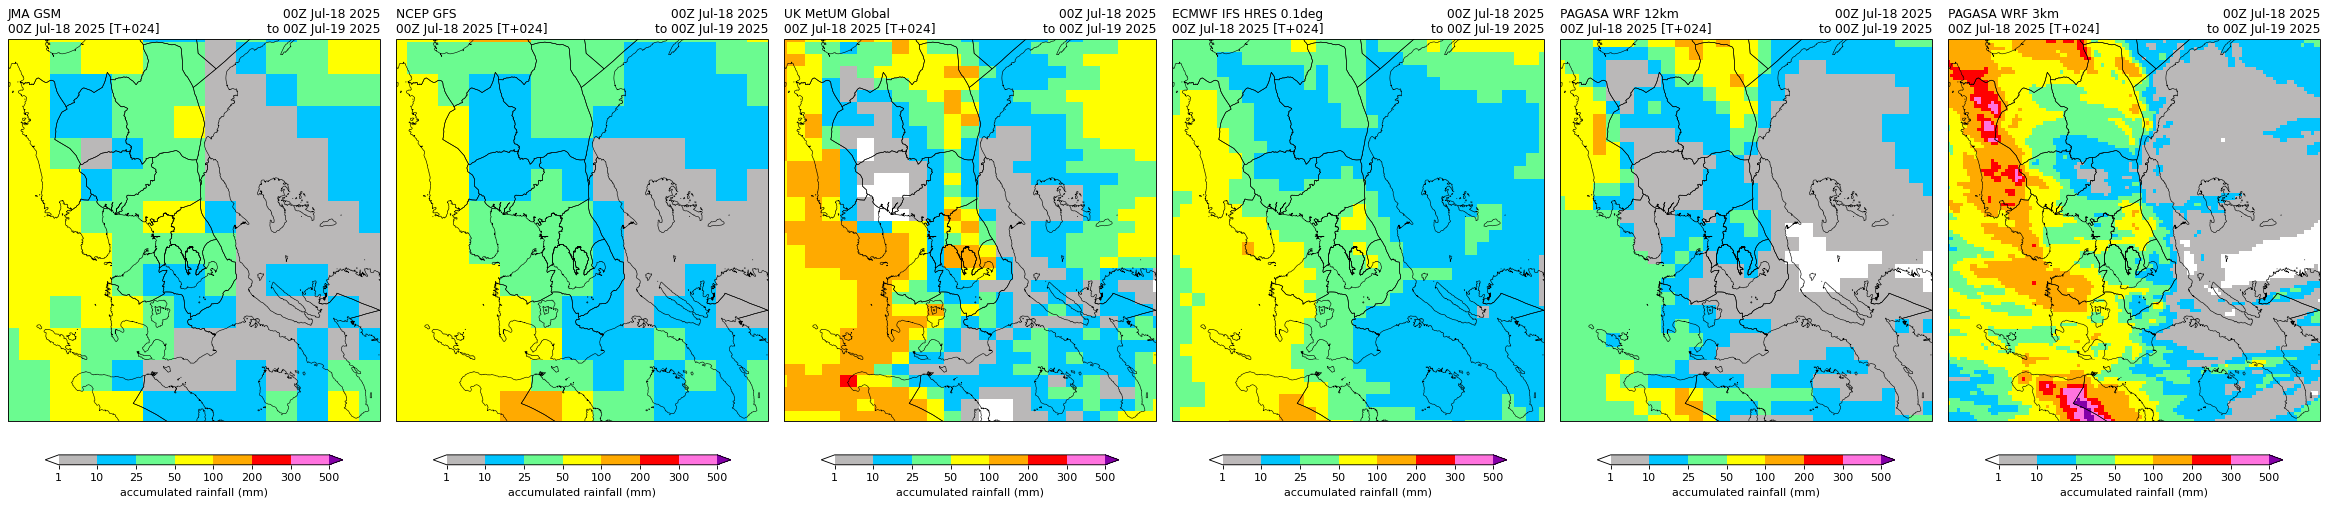 JMA GSM 00Z Jul-18 2025
00Z Jul-18 2025 [T+024] to 00Z Jul-19 2025
1 10 25 50 100 200 300 500
accumulated rainfall (mm)
NCEP GFS 00Z Jul-18 2025
00Z Jul-18 2025 [T+024] to 00Z Jul-19 2025
1 10 25 50 100 200 300 500
accumulated rainfall (mm)
UK MetUM Global 00Z Jul-18 2025
00Z Jul-18 2025 [T+024] to 00Z Jul-19 2025
1 10 25 50 100 200 300 500
accumulated rainfall (mm)
ECMWF IFS HRES 0.1deg 00Z Jul-18 2025
00Z Jul-18 2025 [T+024] to 00Z Jul-19 2025
1 10 25 50 100 200 300 500
accumulated rainfall (mm)
PAGASA WRF 12km 00Z Jul-18 2025
00Z Jul-18 2025 [T+024] to 00Z Jul-19 2025
1 10 25 50 100 200 300 500
accumulated rainfall (mm)
PAGASA WRF 3km 00Z Jul-18 2025
00Z Jul-18 2025 [T+024] to 00Z Jul-19 2025
1 10 25 50 100 200 300 500
accumulated rainfall (mm)